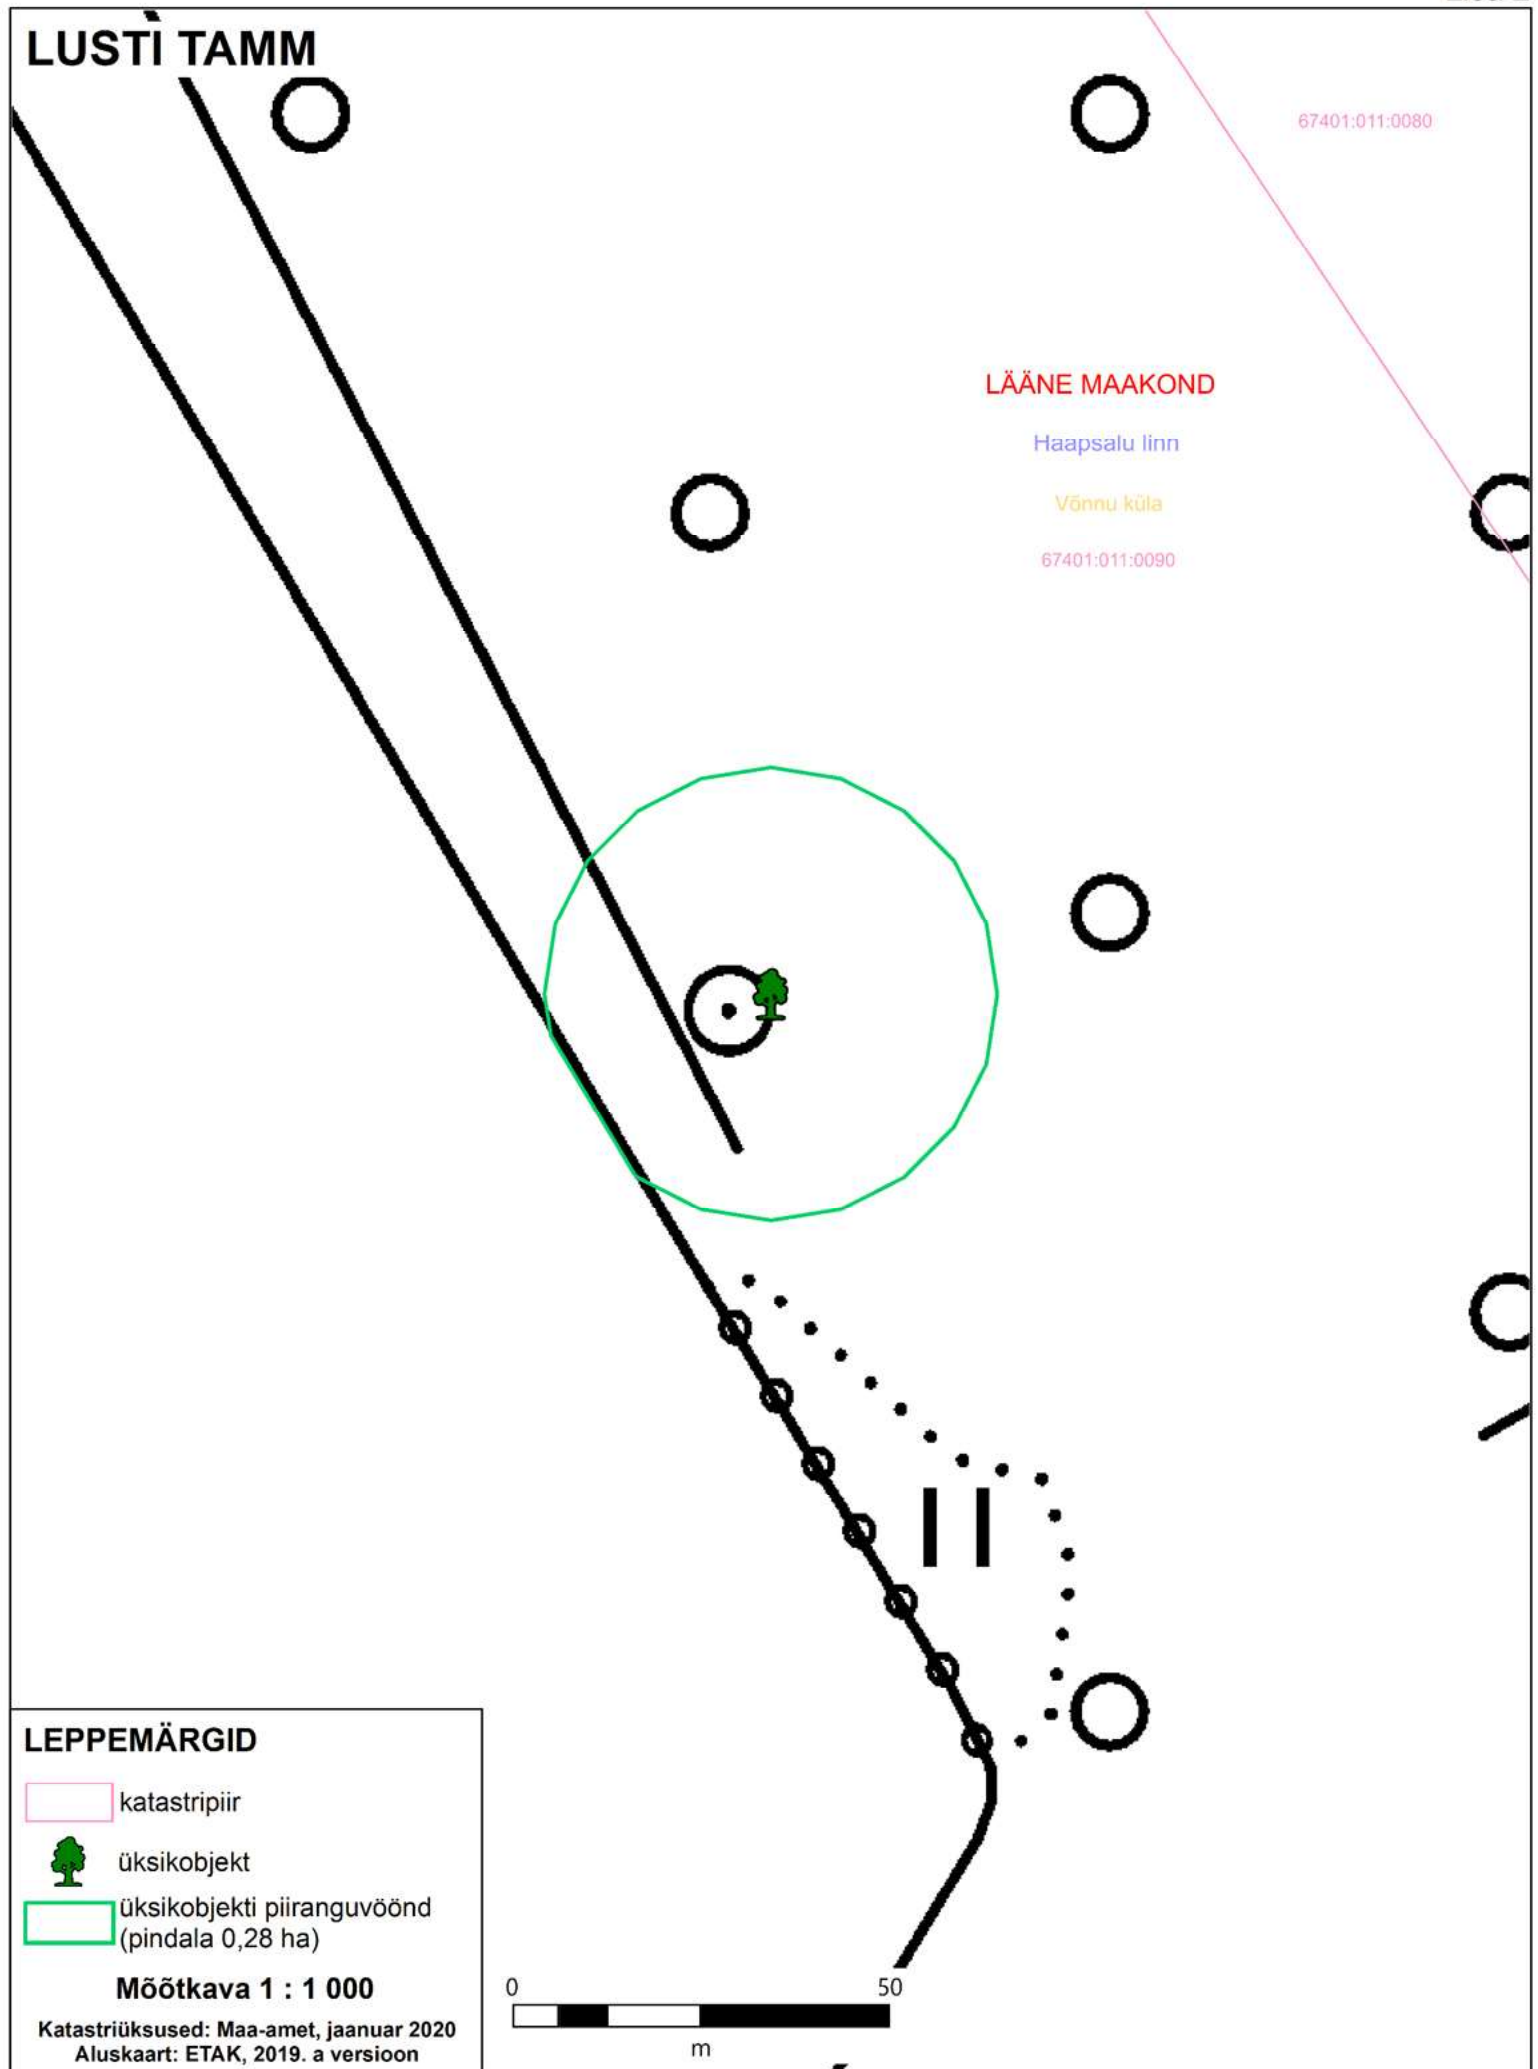 LUSTI TAMM
67401:011:0080
LÄÄNE MAAKOND
Haapsalu linn
Võnnu küla
67401:011:0090
LEPPEMÄRGID
katastripiir
üksikobjekt
üksikobjekti piiranguvöönd
(pindala 0,28 ha)
Mõõtkava 1 : 1 000
Katastriüksused: Maa-amet, jaanuar 2020
Aluskaart: ETAK, 2019. a versioon
0 50
m